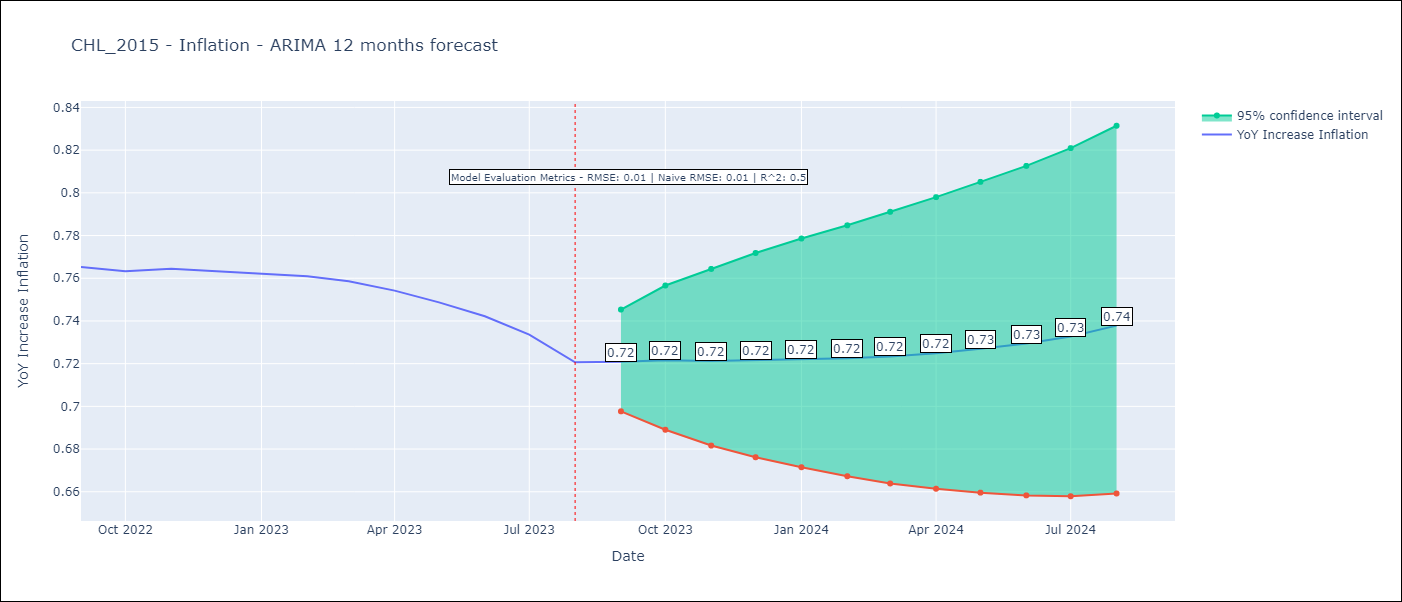 CHL_2015 - Inflation - ARIMA 12 months forecast
0.84
0.82
0.8
0.78
0.76
0.74
0.72
0.7
0.68
0.66
YoY Increase Inflation
Model Evaluation Metrics - RMSE: 0.01 | Naive RMSE: 0.01 | R^2: 0.5
0.72
0.72
0.72
0.72
0.72
0.72
0.72
0.72
0.73
0.73
0.73
0.74
Oct 2022
Jan 2023
Apr 2023
Jul 2023
Oct 2023
Jan 2024
Apr 2024
Jul 2024
Date
95% confidence interval
YoY Increase Inflation